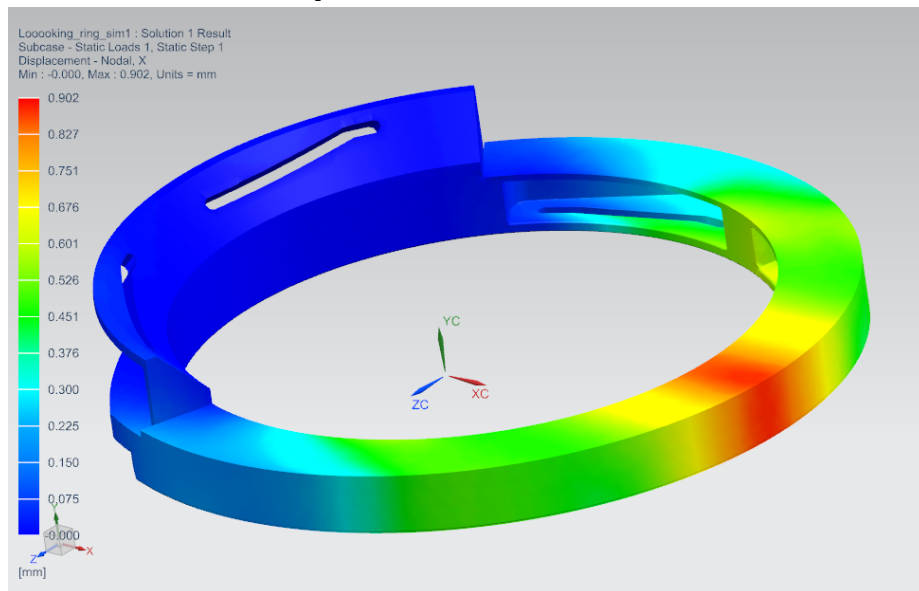 Looooking_ring_sim1 : Solution 1 Result
Subcase - Static Loads 1, Static Step 1
Displacement - Nodal, X
Min : -0.000, Max : 0.902, Units = mm
0.902
0.827
0.751
0.676
0.601
0.526
0.451
0.376
0.300
0.225
0.150
0.075
-0.000
[mm]
YC
ZC
XC
Y
Z
X